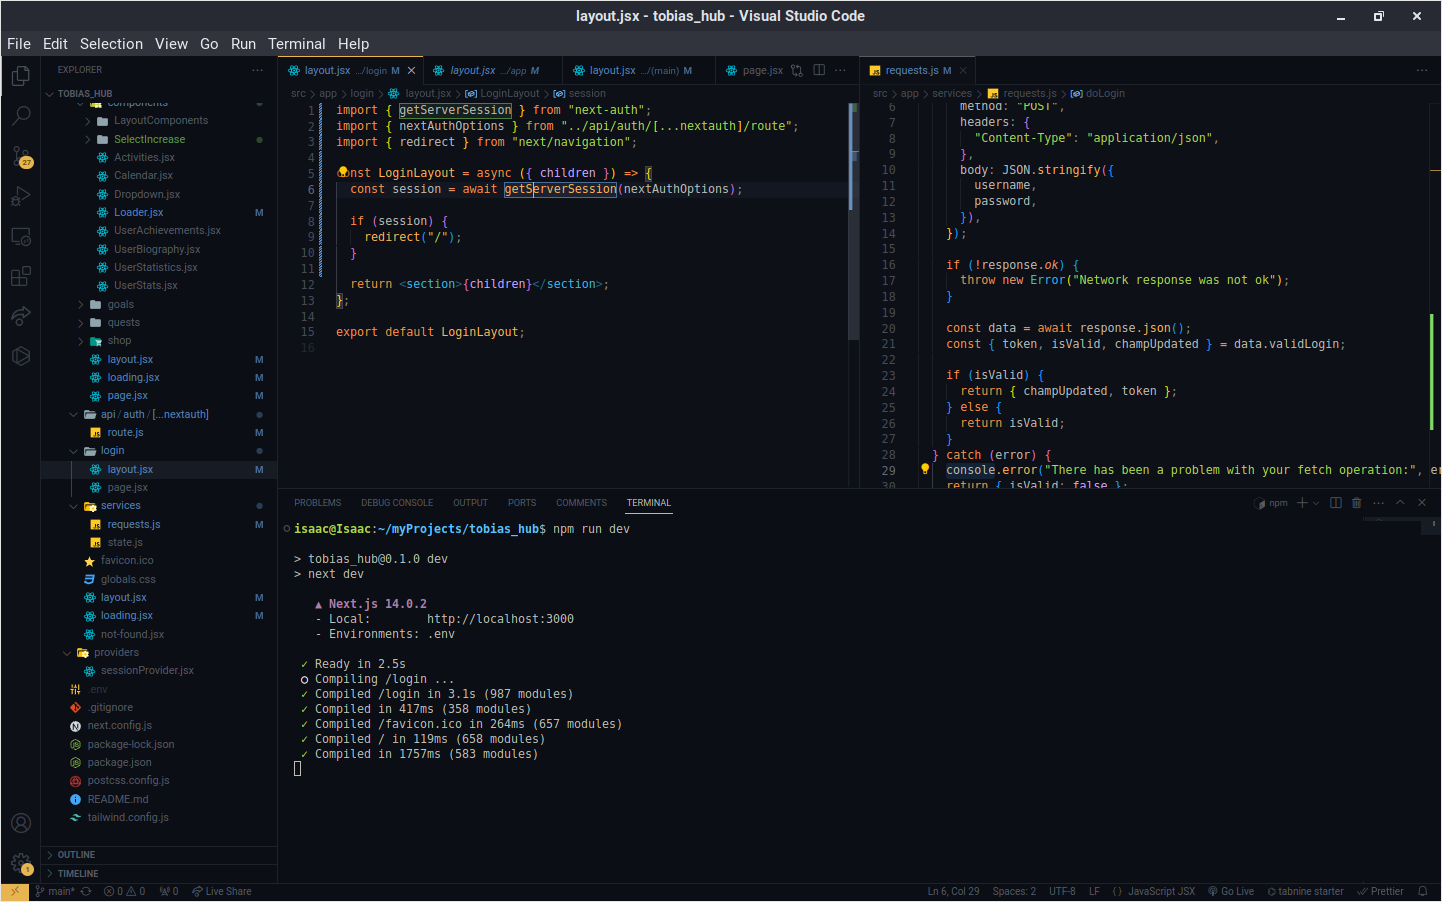 layout.jsx - tobias_hub - Visual Studio Code
File Edit Selection View Go Run Terminal Help
EXPLORER
TOBIAS_HUB
components
LayoutComponents
SelectIncrease
Activities.jsx
Calendar.jsx
Dropdown.jsx
Loader.jsx M
UserAchievements.jsx
UserBiography.jsx
UserStatistics.jsx
UserStats.jsx
goals
quests
shop
layout.jsx M
loading.jsx M
page.jsx M
api / auth / [...nextauth]
route.js M
login
layout.jsx M
page.jsx
services
requests.js M
state.js
favicon.ico
globals.css
layout.jsx M
loading.jsx M
not-found.jsx
providers
sessionProvider.jsx
.env
.gitignore
next.config.js
package-lock.json
package.json
postcss.config.js
README.md
tailwind.config.js
OUTLINE
TIMELINE
27
1
layout.jsx .../login M
layout.jsx .../app M
layout.jsx .../(main) M
page.jsx
src > app > login > layout.jsx > LoginLayout > session
1 import { getServerSession } from "next-auth";
2 import { nextAuthOptions } from "../api/auth/[...nextauth]/route";
3 import { redirect } from "next/navigation";
4
5 const LoginLayout = async ({ children }) => {
6 const session = await getServerSession(nextAuthOptions);
7
8 if (session) {
9 redirect("/");
10 }
11
12 return <section>{children}</section>;
13 };
14
15 export default LoginLayout;
16
requests.js M
src > app > services > requests.js > doLogin
6 method: "POST",
7 headers: {
8 "Content-Type": "application/json",
9 },
10 body: JSON.stringify({
11 username,
12 password,
13 }),
14 });
15
16 if (!response.ok) {
17 throw new Error("Network response was not ok");
18 }
19
20 const data = await response.json();
21 const { token, isValid, champUpdated } = data.validLogin;
22
23 if (isValid) {
24 return { champUpdated, token };
25 } else {
26 return isValid;
27 }
28 } catch (error) {
29 console.error("There has been a problem with your fetch operation:", er
30 return { isValid: false };
PROBLEMS DEBUG CONSOLE OUTPUT PORTS COMMENTS TERMINAL
npm
isaac@Isaac:~/myProjects/tobias_hub$ npm run dev
> tobias_hub@0.1.0 dev
> next dev
▲ Next.js 14.0.2
- Local: http://localhost:3000
- Environments: .env
✓ Ready in 2.5s
○ Compiling /login ...
✓ Compiled /login in 3.1s (987 modules)
✓ Compiled in 417ms (358 modules)
✓ Compiled /favicon.ico in 264ms (657 modules)
✓ Compiled / in 119ms (658 modules)
✓ Compiled in 1757ms (583 modules)
main* 0 0 0 Live Share
Ln 6, Col 29 Spaces: 2 UTF-8 LF {} JavaScript JSX Go Live tabnine starter Prettier